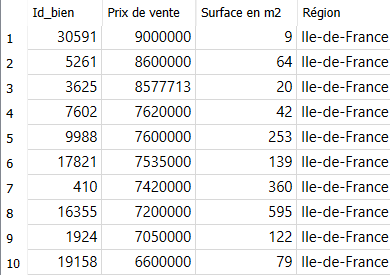 Id_bien Prix de vente Surface en m2 Région
1 30591 9000000 9 Ile-de-France
2 5261 8600000 64 Ile-de-France
3 3625 8577713 20 Ile-de-France
4 7602 7620000 42 Ile-de-France
5 9988 7600000 253 Ile-de-France
6 17821 7535000 139 Ile-de-France
7 410 7420000 360 Ile-de-France
8 16355 7200000 595 Ile-de-France
9 1924 7050000 122 Ile-de-France
10 19158 6600000 79 Ile-de-France